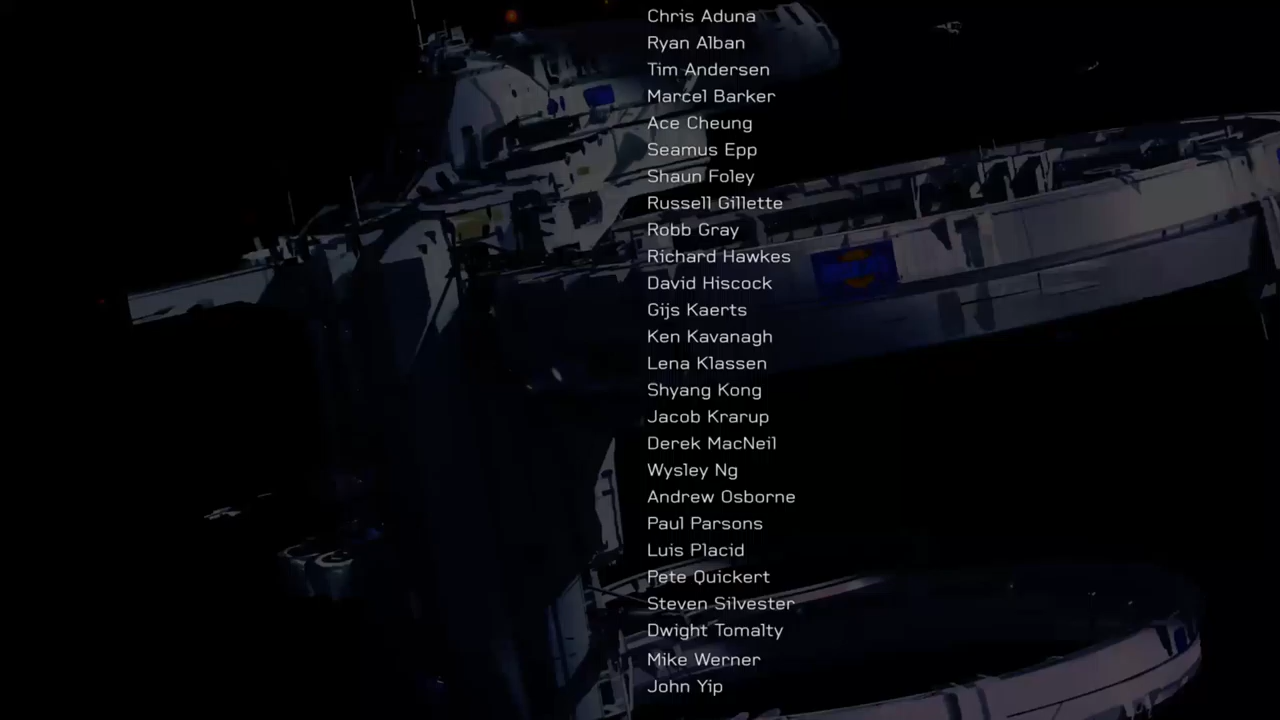 Chris Aduna
Ryan Alban
Tim Andersen
Marcel Barker
Ace Cheung
Seamus Epp
Shaun Foley
Russell Gillette
Robb Gray
Richard Hawkes
David Hiscock
Gijs Kaerts
Ken Kavanagh
Lena Klassen
Shyang Kong
Jacob Krarup
Derek MacNeil
Wysley Ng
Andrew Osborne
Paul Parsons
Luis Placid
Pete Quickert
Steven Silvester
Dwight Tomalty
Mike Werner
John Yip